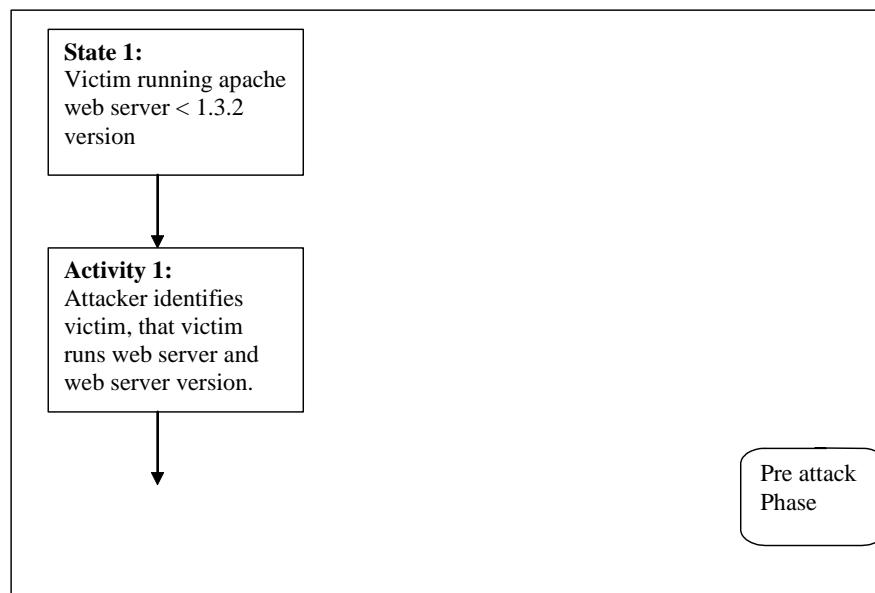 State 1:
Victim running apache
web server < 1.3.2
version
Activity 1:
Attacker identifies
victim, that victim
runs web server and
web server version.
Pre attack
Phase